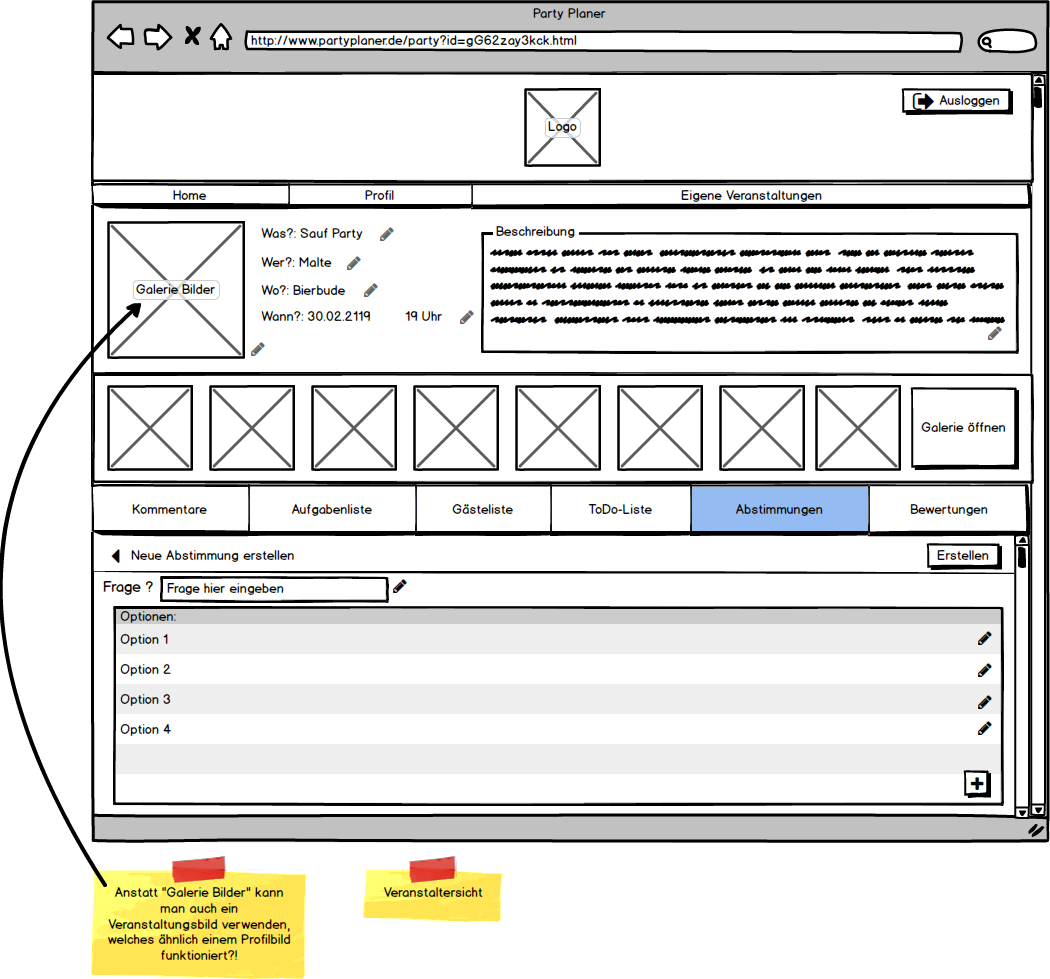 Party Planer
http://www.partyplaner.de/party?id=gG62zay3kck.html
Logo
Ausloggen
Home
Profil
Eigene Veranstaltungen
Galerie Bilder
Was?: Sauf Party
Wer?: Malte
Wo?: Bierbude
Wann?: 30.02.2119 19 Uhr
Beschreibung
Galerie öffnen
Kommentare
Aufgabenliste
Gästeliste
ToDo-Liste
Abstimmungen
Bewertungen
Neue Abstimmung erstellen
Erstellen
Frage ?
Frage hier eingeben
Optionen:
Option 1
Option 2
Option 3
Option 4
Anstatt "Galerie Bilder" kann
man auch ein
Veranstaltungsbild verwenden,
welches ähnlich einem Profilbild
funktioniert?!
Veranstaltersicht